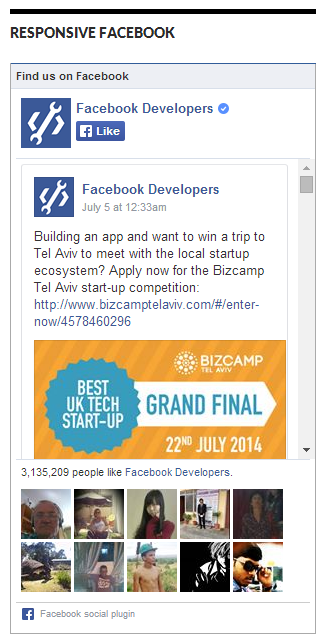 RESPONSIVE FACEBOOK
Find us on Facebook
Facebook Developers
Like
Facebook Developers
July 5 at 12:33am
Building an app and want to win a trip to
Tel Aviv to meet with the local startup
ecosystem? Apply now for the Bizcamp
Tel Aviv start-up competition:
http://www.bizcamptelaviv.com/#/enter-
now/4578460296
BIZCAMP
TEL AVIV
BEST
UK TECH
START-UP
GRAND FINAL
22ND JULY 2014
3,135,209 people like Facebook Developers.
Facebook social plugin